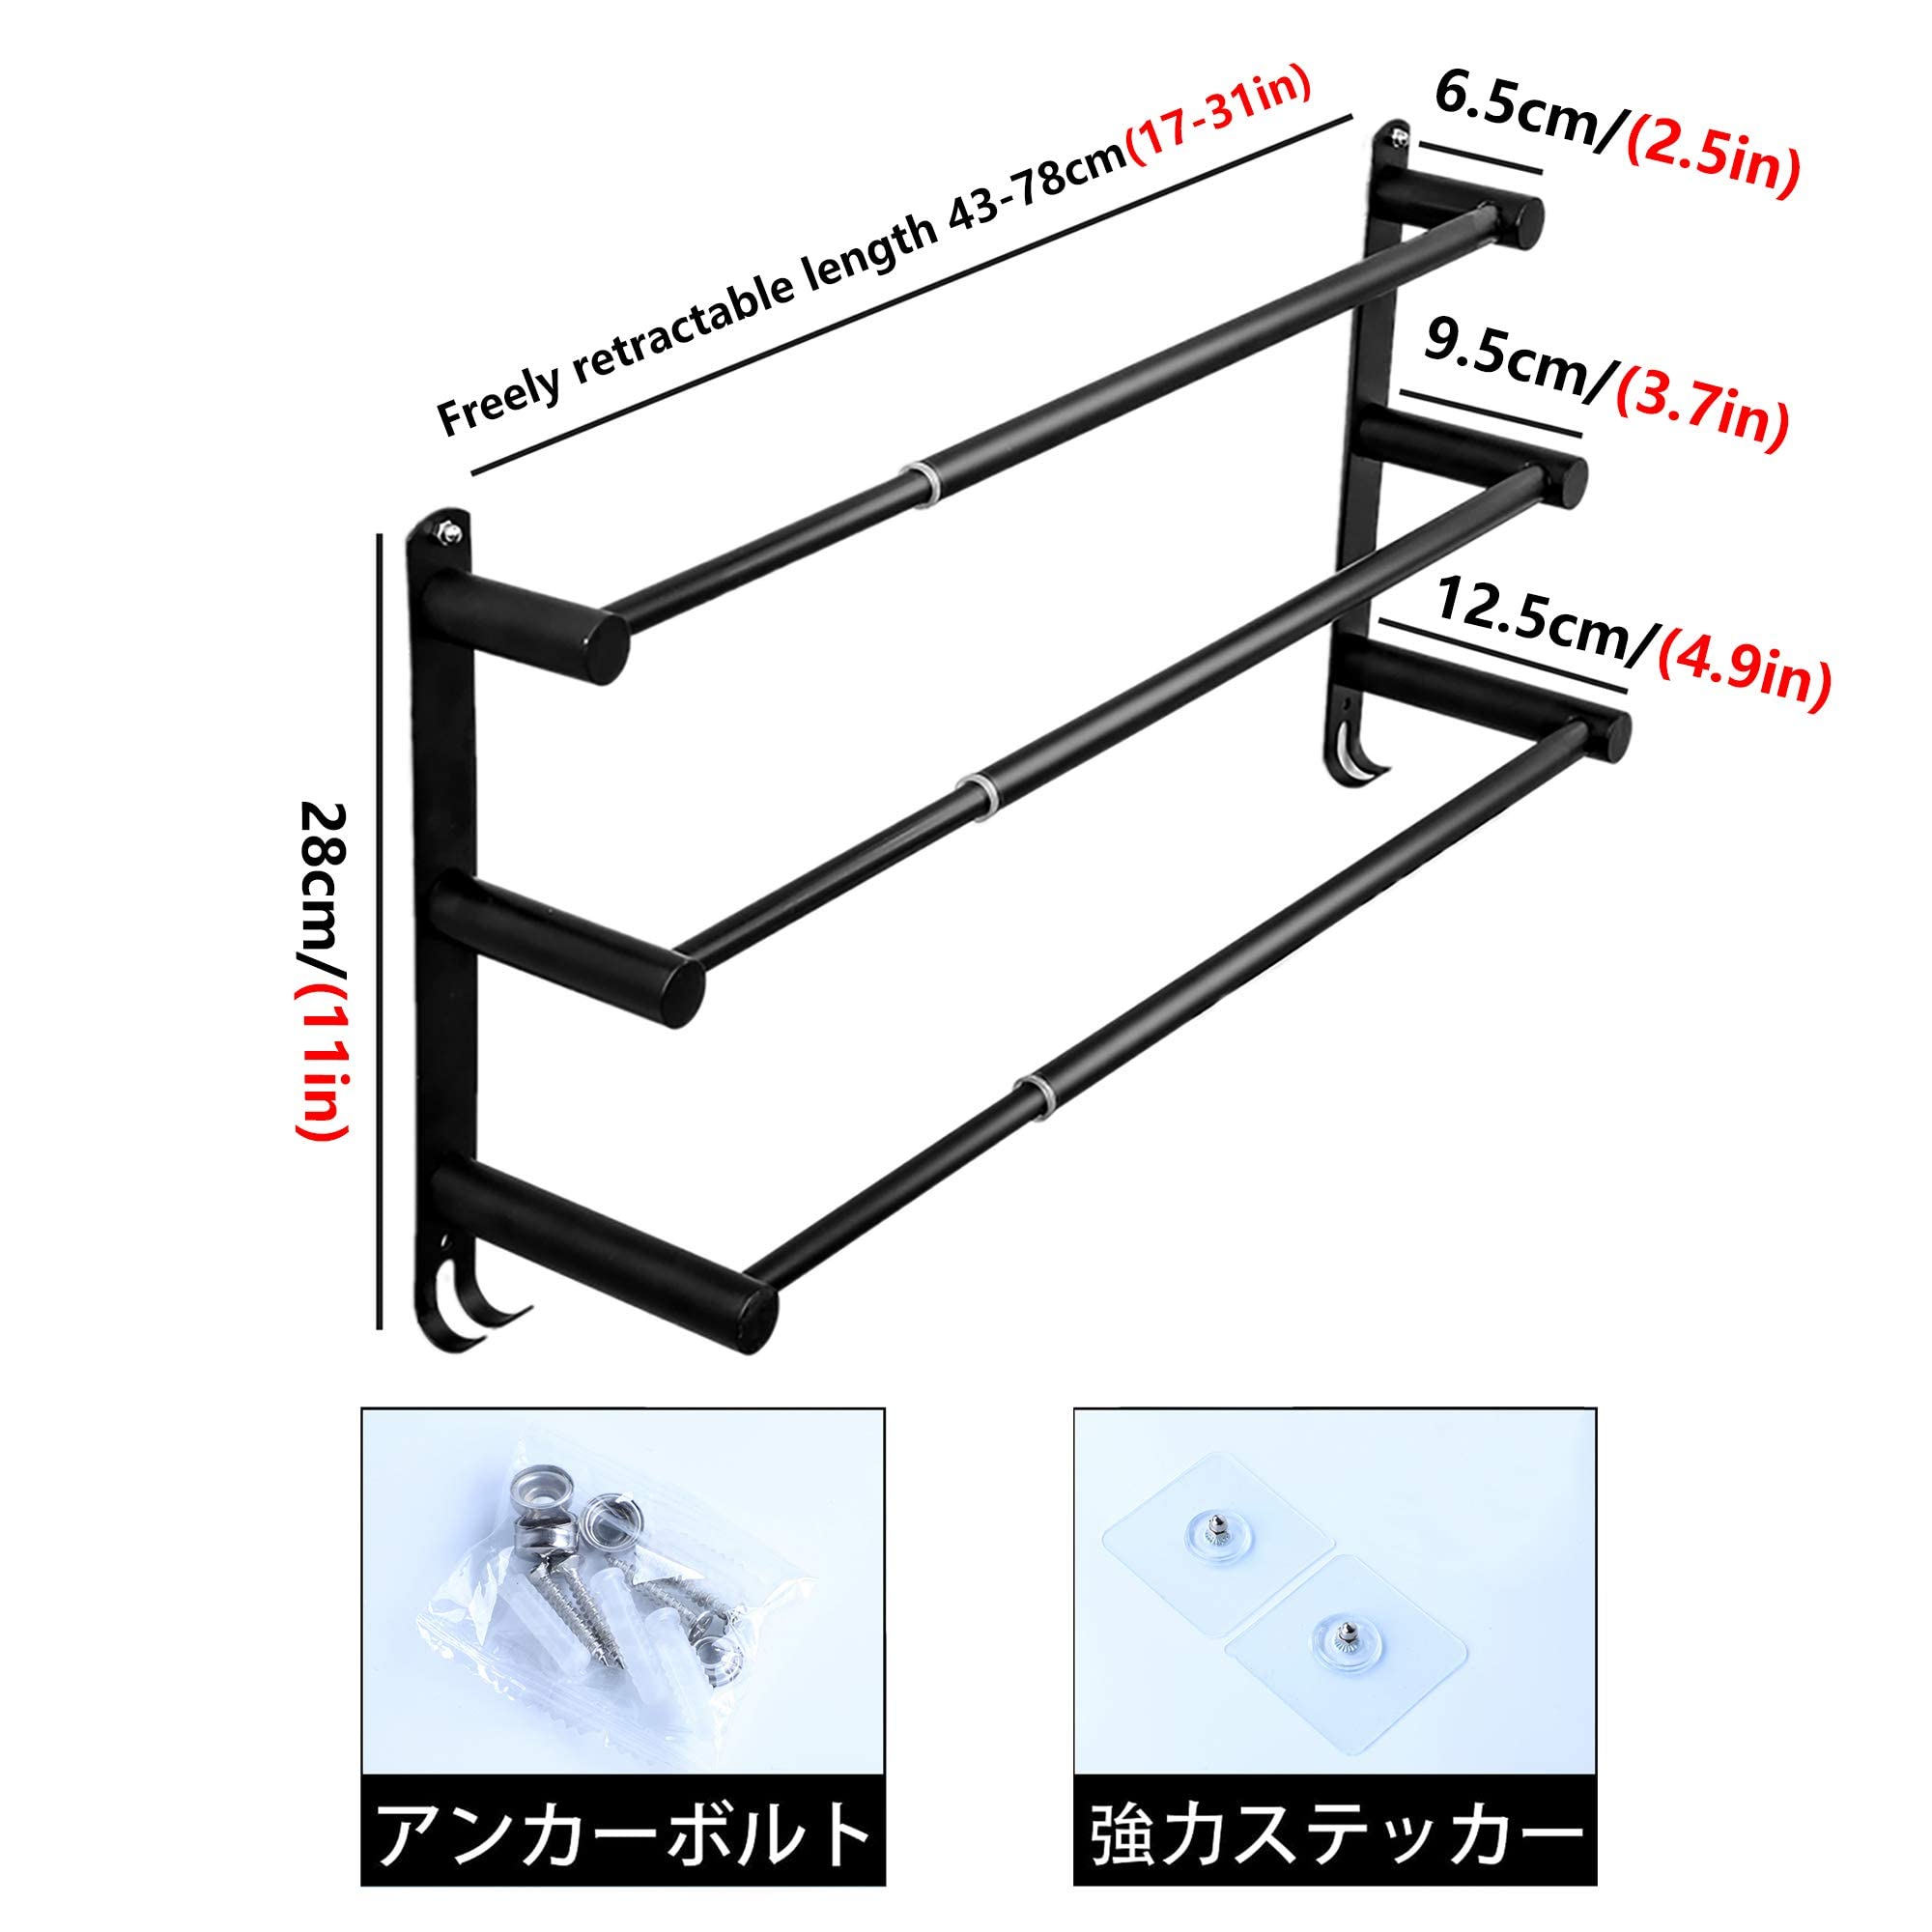 Freely retractable length 43-78cm(17-31in)
6.5cm/(2.5in)
9.5cm/(3.7in)
12.5cm/(4.9in)
28cm/(11in)
アンカーボルト
強力ステッカー